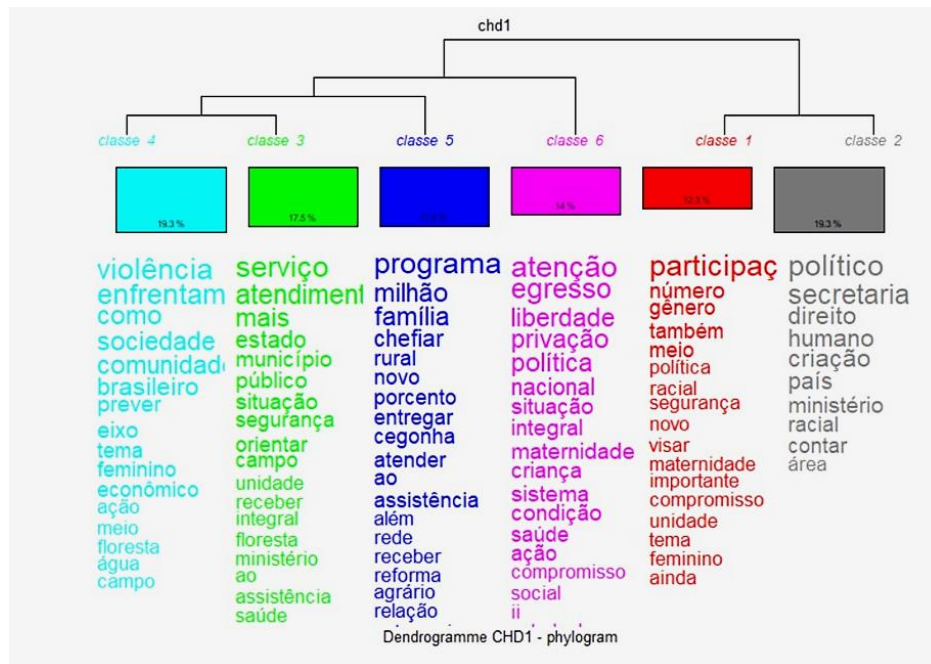 chd1
classe 4
classe 3
classe 5
classe 6
classe 1
classe 2
19.3 %
17.5 %
14 %
12.3 %
19.3 %
violência
enfrentam
como
sociedade
comunidad
brasileiro
prever
eixo
tema
feminino
econômico
ação
meio
floresta
água
campo
serviço
atendiment
mais
estado
município
público
situação
segurança
orientar
campo
unidade
receber
integral
floresta
ministério
ao
assistência
saúde
programa
milhão
família
chefiar
rural
novo
porcento
entregar
cegonha
atender
ao
assistência
além
rede
receber
reforma
agrário
relação
atenção
egresso
liberdade
privação
política
nacional
situação
integral
maternidade
criança
sistema
condição
saúde
ação
compromisso
social
ii
participaç
número
gênero
também
meio
política
racial
segurança
novo
visar
maternidade
importante
compromisso
unidade
tema
feminino
ainda
político
secretaria
direito
humano
criação
país
ministério
racial
contar
área
Dendrogramme CHD1 - phylogram